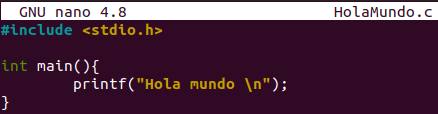 GNU nano 4.8 HolaMundo.c
#include <stdio.h>
int main(){
printf("Hola mundo \n");
}